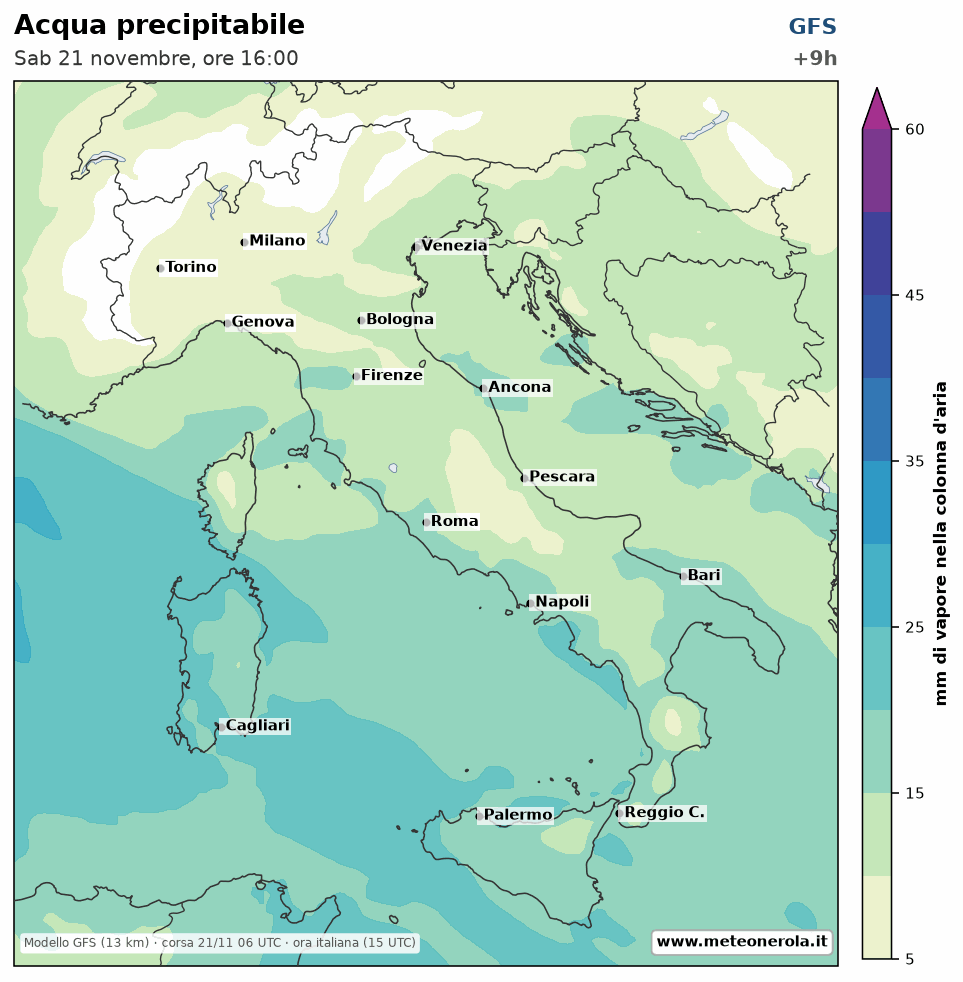 Acqua precipitabile
GFS
Sab 21 novembre, ore 16:00
+9h
60
45
35
25
15
5
mm di vapore nella colonna d'aria
Milano
Venezia
Torino
Genova
Bologna
Firenze
Ancona
Pescara
Roma
Bari
Napoli
Cagliari
Palermo
Reggio C.
Modello GFS (13 km) · corsa 21/11 06 UTC · ora italiana (15 UTC)
www.meteonerola.it